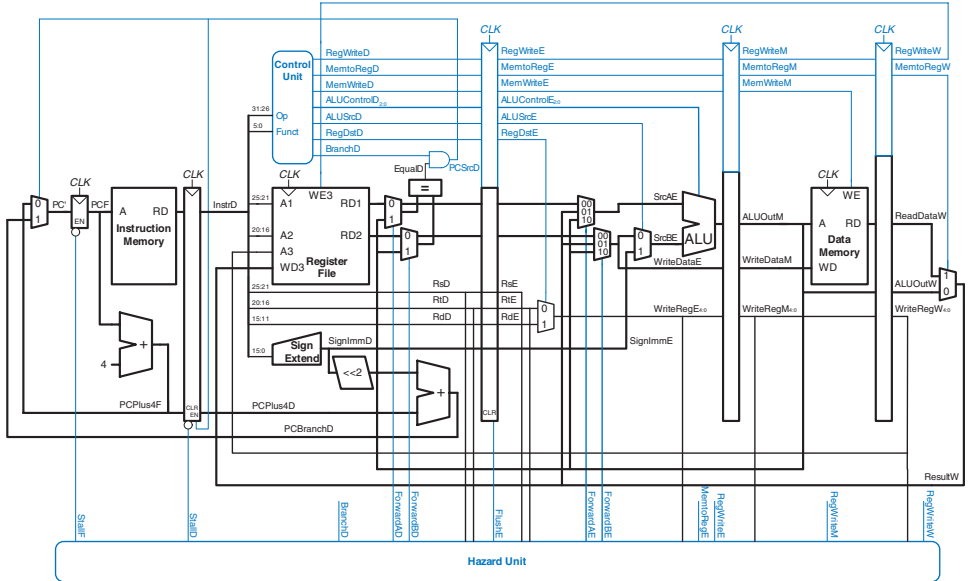 CLK CLK CLK
Control Unit
RegWriteD RegWriteE RegWriteM RegWriteW
MemtoRegD MemtoRegE MemtoRegM MemtoRegW
MemWriteD MemWriteE MemWriteM
ALUControlD2:0 ALUControlE2:0
31:26 Op ALUSrcD ALUSrcE
5:0 Funct RegDstD RegDstE
BranchD
EqualD PCSrcD
CLK CLK CLK = CLK
0 1 PC' EN PCF A RD Instruction Memory InstrD
25:21 A1 WE3 RD1 0 1 00 01 10 SrcAE WE
20:16 A2 RD2 0 1 00 01 10 0 1 SrcBE ALU ALUOutM A RD ReadDataW
A3 Register File Data Memory
WD3 WriteDataE WriteDataM WD 1 0
25:21 RsD RsE ALUOutW
20:16 RtD RtE 0
15:11 RdD RdE 1 WriteRegE4:0 WriteRegM4:0 WriteRegW4:0
+ 4
15:0 Sign Extend SignImmD SignImmE
<<2 +
PCPlus4F CLR EN PCPlus4D CLR
PCBranchD
ResultW
StallF StallD BranchD ForwardAD ForwardBD FlushE ForwardAE ForwardBE MemtoRegE RegWriteE RegWriteM RegWriteW
Hazard Unit